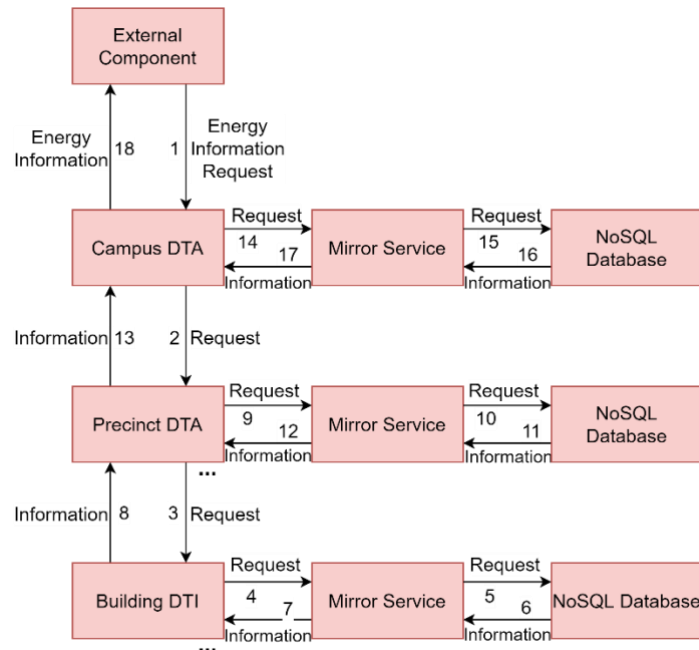 External
Component
Energy
Information
18
1
Energy
Information
Request
Campus DTA
Request
14
17
Information
Mirror Service
Request
15
16
Information
NoSQL
Database
Information
13
2
Request
Precinct DTA
Request
9
12
Information
Mirror Service
Request
10
11
Information
NoSQL
Database
...
Information
8
3
Request
Building DTI
Request
4
7
Information
Mirror Service
Request
5
6
Information
NoSQL Database
...